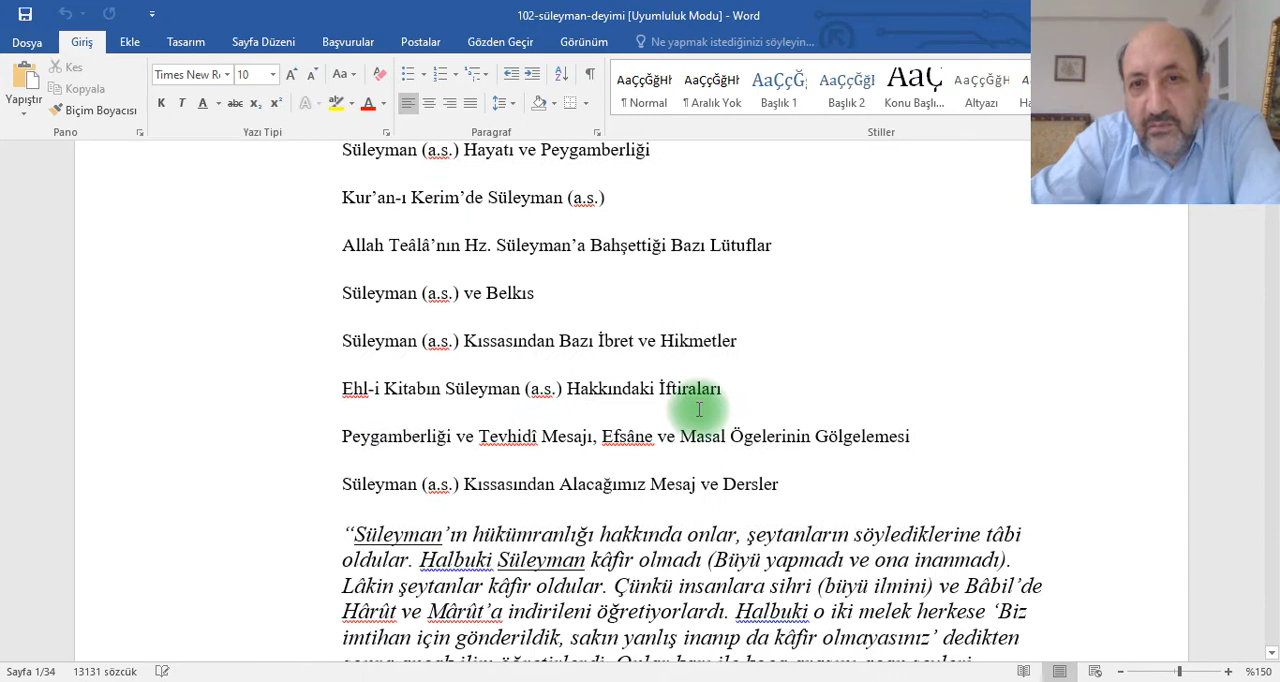 102-süleyman-deyimi [Uyumluluk Modu] - Word
Dosya Giriş Ekle Tasarım Sayfa Düzeni Başvurular Postalar Gözden Geçir Görünüm Ne yapmak istediğinizi söyleyin...
Yapıştır
Kes
Kopyala
Biçim Boyacısı
Pano
Times New Ro 10
Yazı Tipi
Paragraf
AaÇçĞğHł AaÇçĞğHł AaÇçĞğ AaÇçĞğI AaÇ AaÇçĞğH
¶ Normal ¶ Aralık Yok Başlık 1 Başlık 2 Konu Başlı... Altyazı
Stiller
Süleyman (a.s.) Hayatı ve Peygamberliği
Kur’an-ı Kerim’de Süleyman (a.s.)
Allah Teâlâ’nın Hz. Süleyman’a Bahşettiği Bazı Lütuflar
Süleyman (a.s.) ve Belkıs
Süleyman (a.s.) Kıssasından Bazı İbret ve Hikmetler
Ehl-i Kitabın Süleyman (a.s.) Hakkındaki İftiraları
Peygamberliği ve Tevhidî Mesajı, Efsâne ve Masal Ögelerinin Gölgelemesi
Süleyman (a.s.) Kıssasından Alacağımız Mesaj ve Dersler
“Süleyman’ın hükümranlığı hakkında onlar, şeytanların söylediklerine tâbi
oldular. Halbuki Süleyman kâfir olmadı (Büyü yapmadı ve ona inanmadı).
Lâkin şeytanlar kâfir oldular. Çünkü insanlara sihri (büyü ilmini) ve Bâbil’de
Hârût ve Mârût’a indirileni öğretiyorlardı. Halbuki o iki melek herkese ‘Biz
imtihan için gönderildik, sakın yanlış inanıp da kâfir olmayasınız’ dedikten
Sayfa 1/34 13131 sözcük %150